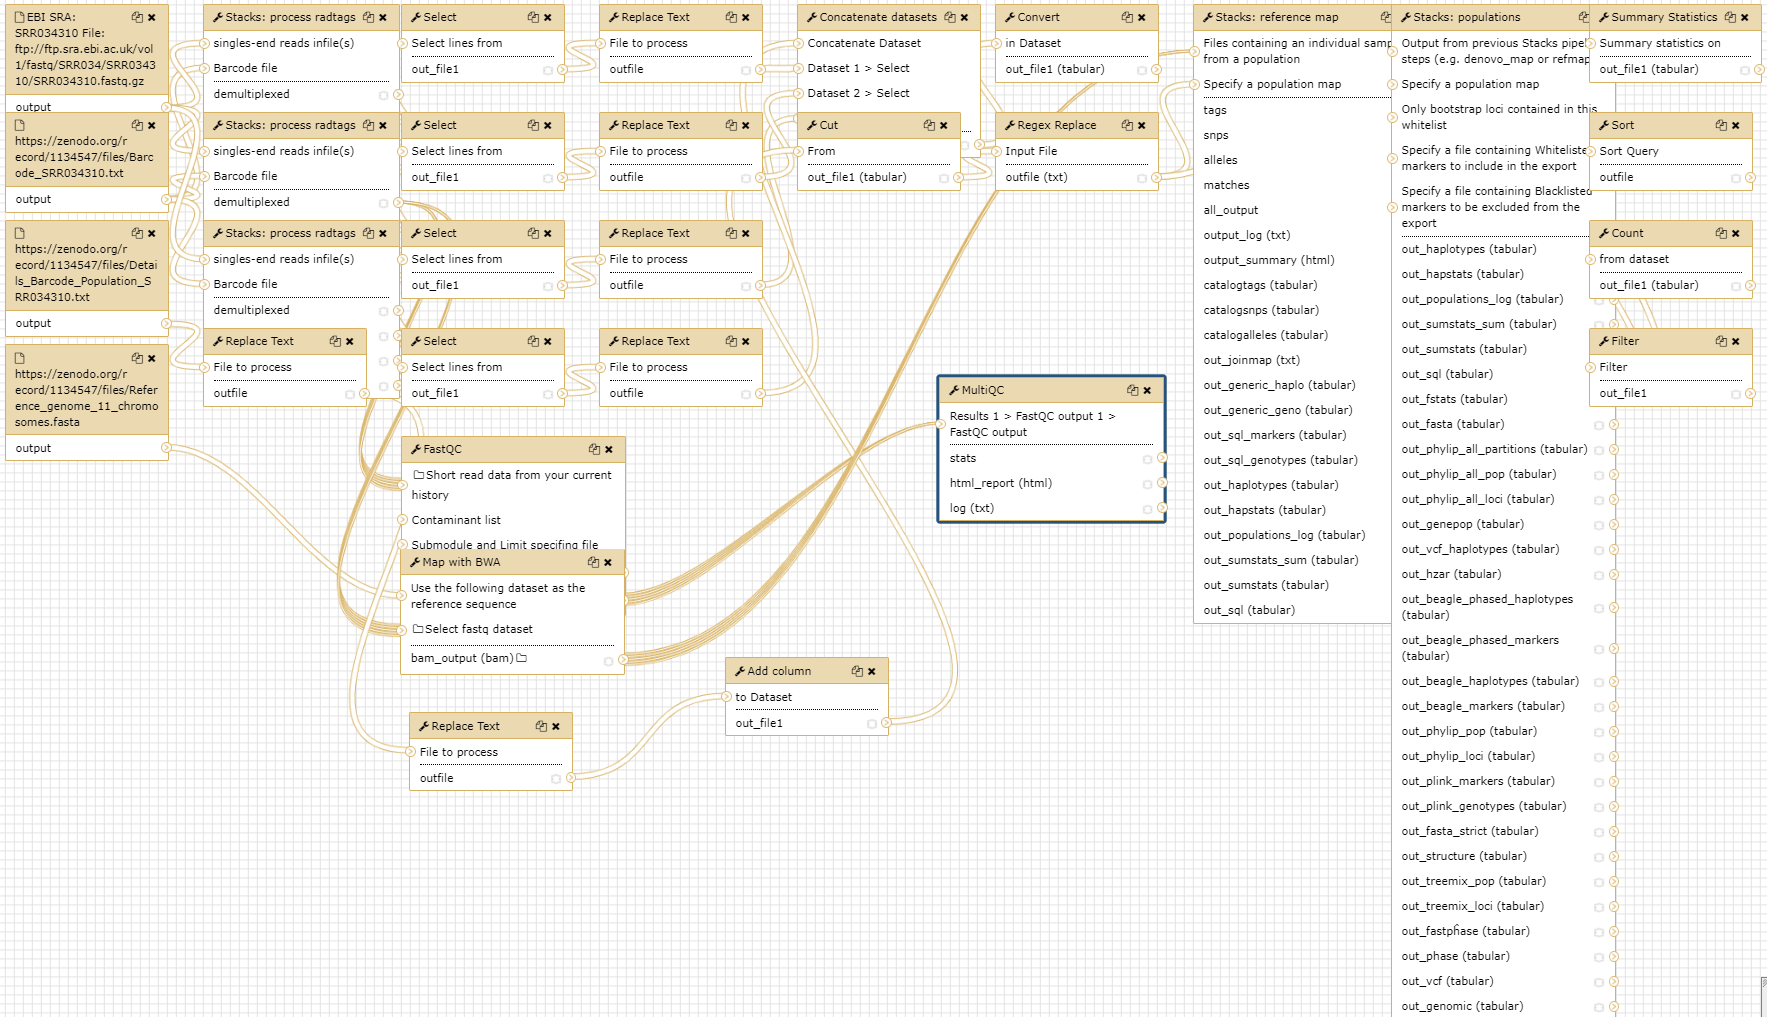 EBI SRA:
SRR034310 File:
ftp://ftp.sra.ebi.ac.uk/vol
1/fastq/SRR034/SRR0343
10/SRR034310.fastq.gz
output
https://zenodo.org/r
ecord/1134547/files/Barc
ode_SRR034310.txt
output
https://zenodo.org/r
ecord/1134547/files/Detai
ls_Barcode_Population_S
RR034310.txt
output
https://zenodo.org/r
ecord/1134547/files/Refer
ence_genome_11_chromo
somes.fasta
output
Stacks: process radtags
singles-end reads infile(s)
Barcode file
demultiplexed
Stacks: process radtags
singles-end reads infile(s)
Barcode file
demultiplexed
Stacks: process radtags
singles-end reads infile(s)
Barcode file
demultiplexed
Replace Text
File to process
outfile
Select
Select lines from
out_file1
Select
Select lines from
out_file1
Select
Select lines from
out_file1
Select
Select lines from
out_file1
FastQC
Short read data from your current
history
Contaminant list
Submodule and Limit specifing file
Map with BWA
Use the following dataset as the
reference sequence
Select fastq dataset
bam_output (bam)
Replace Text
File to process
outfile
Replace Text
File to process
outfile
Replace Text
File to process
outfile
Replace Text
File to process
outfile
Replace Text
File to process
outfile
Add column
to Dataset
out_file1
Concatenate datasets
Concatenate Dataset
Dataset 1 > Select
Dataset 2 > Select
Cut
From
out_file1 (tabular)
MultiQC
Results 1 > FastQC output 1 >
FastQC output
stats
html_report (html)
log (txt)
Convert
in Dataset
out_file1 (tabular)
Regex Replace
Input File
outfile (txt)
Stacks: reference map
Files containing an individual samp
from a population
Specify a population map
tags
snps
alleles
matches
all_output
output_log (txt)
output_summary (html)
catalogtags (tabular)
catalogsnps (tabular)
catalogalleles (tabular)
out_joinmap (txt)
out_generic_haplo (tabular)
out_generic_geno (tabular)
out_sql_markers (tabular)
out_sql_genotypes (tabular)
out_haplotypes (tabular)
out_hapstats (tabular)
out_populations_log (tabular)
out_sumstats_sum (tabular)
out_sumstats (tabular)
out_sql (tabular)
Stacks: populations
Output from previous Stacks pipel
steps (e.g. denovo_map or refmap
Specify a population map
Only bootstrap loci contained in this
whitelist
Specify a file containing Whiteliste
markers to include in the export
Specify a file containing Blacklisted
markers to be excluded from the
export
out_haplotypes (tabular)
out_hapstats (tabular)
out_populations_log (tabular)
out_sumstats_sum (tabular)
out_sumstats (tabular)
out_sql (tabular)
out_fstats (tabular)
out_fasta (tabular)
out_phylip_all_partitions (tabular)
out_phylip_all_pop (tabular)
out_phylip_all_loci (tabular)
out_genepop (tabular)
out_vcf_haplotypes (tabular)
out_hzar (tabular)
out_beagle_phased_haplotypes
(tabular)
out_beagle_phased_markers
(tabular)
out_beagle_haplotypes (tabular)
out_beagle_markers (tabular)
out_phylip_pop (tabular)
out_phylip_loci (tabular)
out_plink_markers (tabular)
out_plink_genotypes (tabular)
out_fasta_strict (tabular)
out_structure (tabular)
out_treemix_pop (tabular)
out_treemix_loci (tabular)
out_fastphase (tabular)
out_phase (tabular)
out_vcf (tabular)
out_genomic (tabular)
Summary Statistics
Summary statistics on
out_file1 (tabular)
Sort
Sort Query
outfile
Count
from dataset
out_file1 (tabular)
Filter
Filter
out_file1